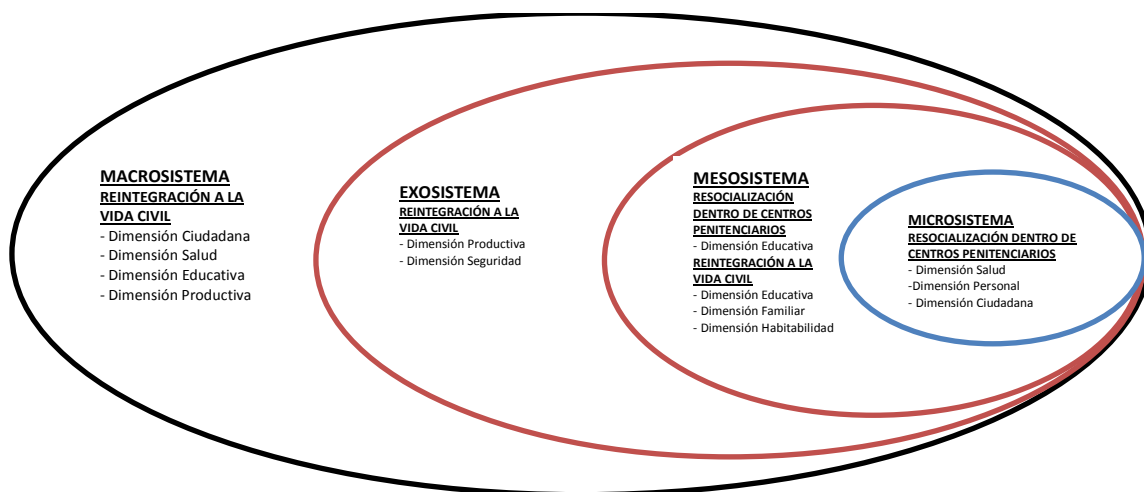 MACROSISTEMA
REINTEGRACIÓN A LA
VIDA CIVIL
- Dimensión Ciudadana
- Dimensión Salud
- Dimensión Educativa
- Dimensión Productiva
EXOSISTEMA
REINTEGRACIÓN A LA
VIDA CIVIL
- Dimensión Productiva
- Dimensión Seguridad
MESOSISTEMA
RESOCIALIZACIÓN
DENTRO DE CENTROS
PENITENCIARIOS
- Dimensión Educativa
REINTEGRACIÓN A LA
VIDA CIVIL
- Dimensión Educativa
- Dimensión Familiar
- Dimensión Habitabilidad
MICROSISTEMA
RESOCIALIZACIÓN DENTRO DE
CENTROS PENITENCIARIOS
- Dimensión Salud
-Dimensión Personal
- Dimensión Ciudadana